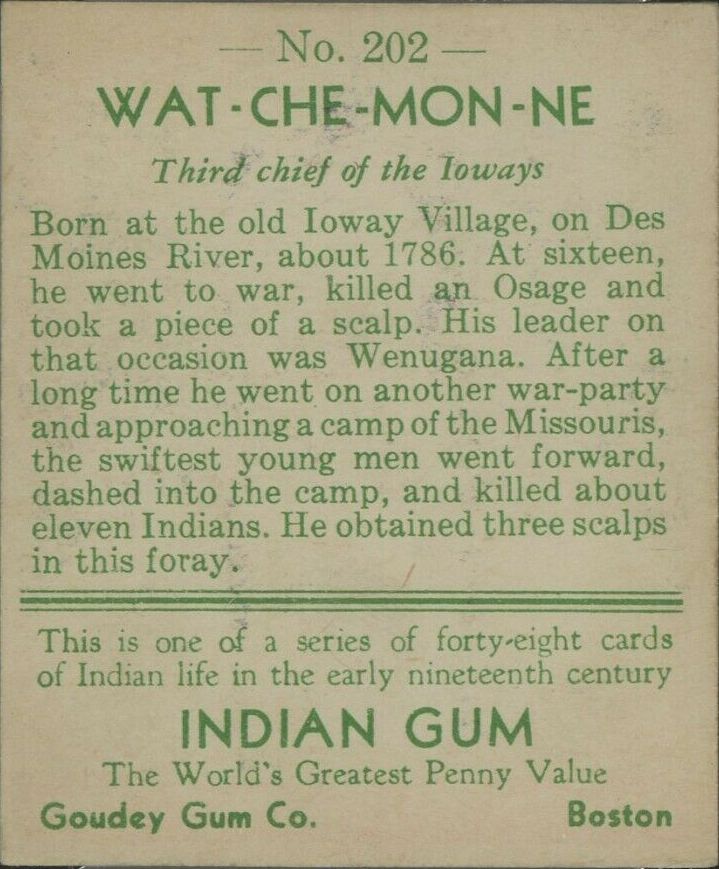 — No. 202 —
WAT-CHE-MON-NE
Third chief of the Ioways
Born at the old Ioway Village, on Des
Moines River, about 1786. At sixteen,
he went to war, killed an Osage and
took a piece of a scalp. His leader on
that occasion was Wenugana. After a
long time he went on another war-party
and approaching a camp of the Missouris,
the swiftest young men went forward,
dashed into the camp, and killed about
eleven Indians. He obtained three scalps
in this foray.
This is one of a series of forty-eight cards
of Indian life in the early nineteenth century
INDIAN GUM
The World's Greatest Penny Value
Goudey Gum Co. Boston